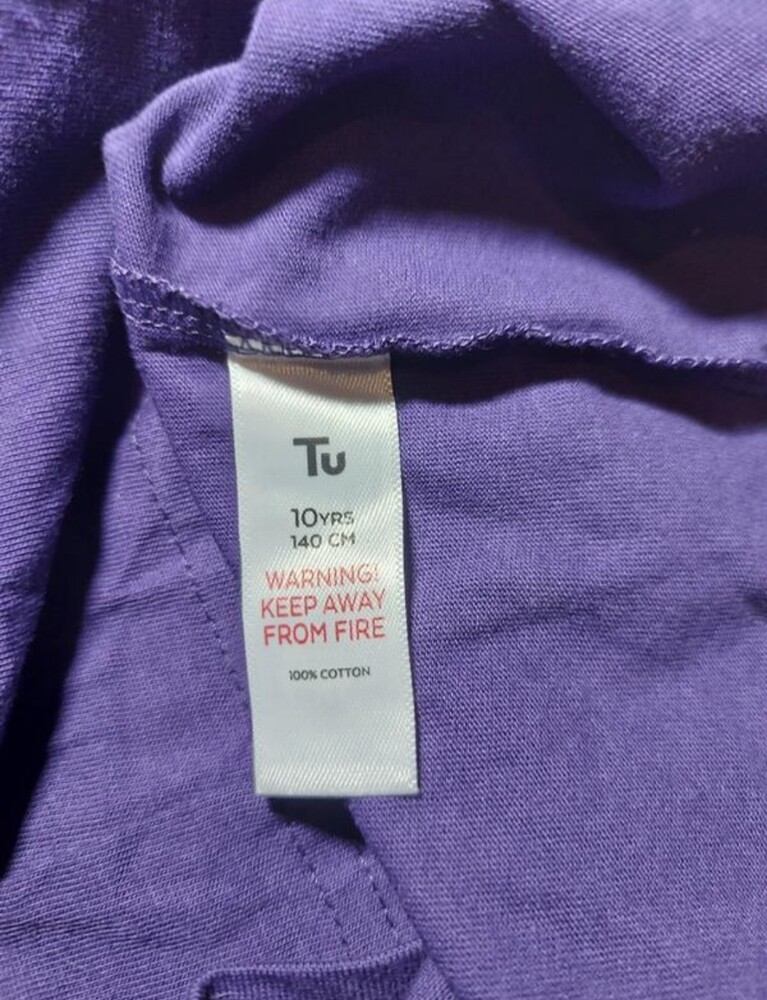 Tu
10YRS
140 CM
WARNING!
KEEP AWAY
FROM FIRE
100% COTTON